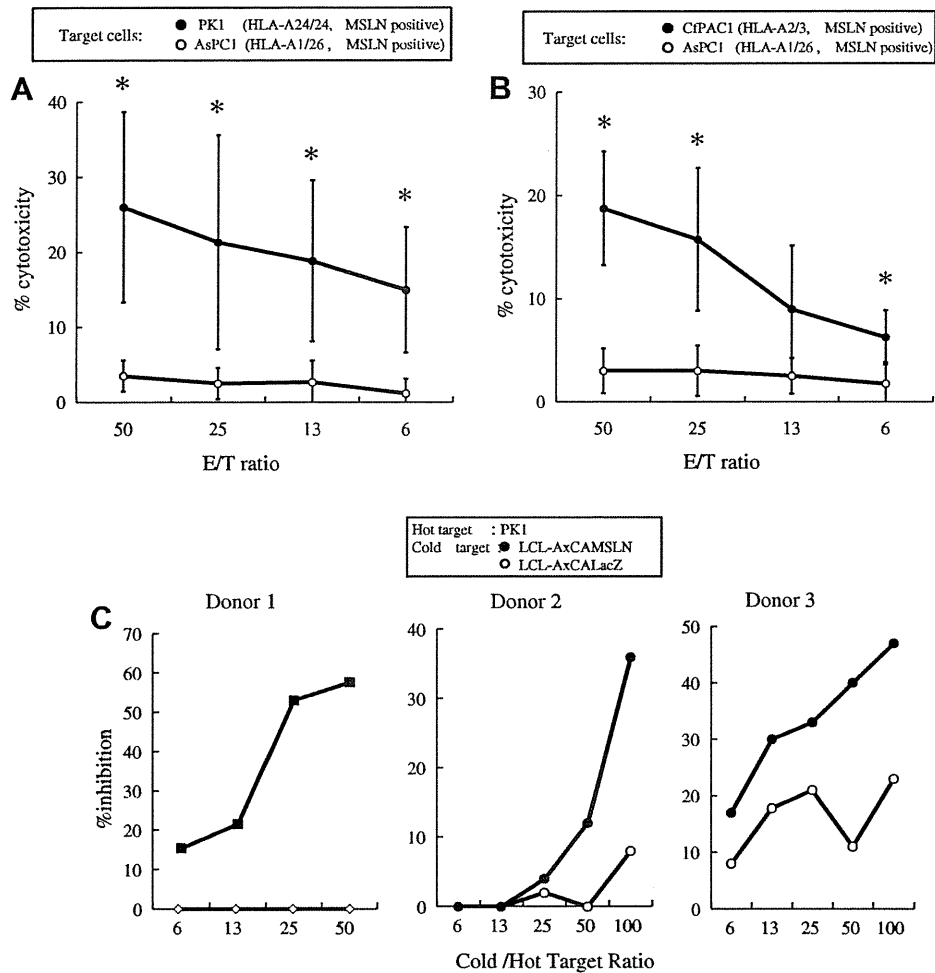 Target cells: ● PK1 (HLA-A24/24, MSLN positive)
○ AsPC1 (HLA-A1/26, MSLN positive)
Target cells: ● CfPAC1 (HLA-A2/3, MSLN positive)
○ AsPC1 (HLA-A1/26, MSLN positive)
A
40
30
20
10
0
% cytotoxicity
* * * *
50 25 13 6
E/T ratio
B
30
20
10
0
% cytotoxicity
* * *
50 25 13 6
E/T ratio
Hot target : PK1
Cold target : ● LCL-AxCAMSLN
○ LCL-AxCALacZ
C
Donor 1
70
60
50
40
30
20
10
0
%inhibition
6 13 25 50
Donor 2
40
30
20
10
0
6 13 25 50 100
Donor 3
50
40
30
20
10
0
6 13 25 50 100
Cold /Hot Target Ratio